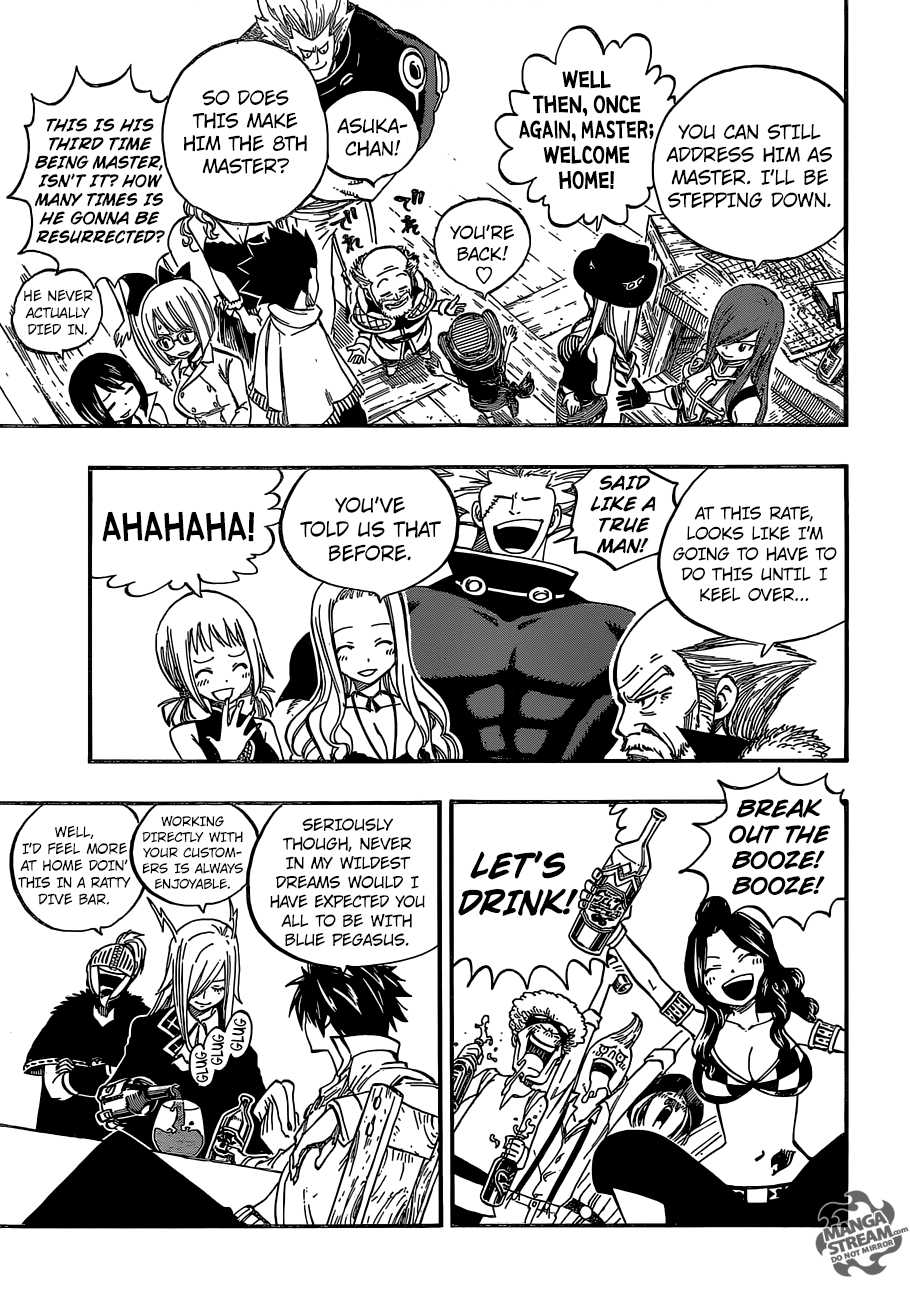 YOU CAN STILL
ADDRESS HIM AS
MASTER. I'LL BE
STEPPING DOWN.
WELL
THEN, ONCE
AGAIN, MASTER;
WELCOME
HOME!
YOU'RE
BACK!
♡
ASUKA-
CHAN!
でれ
でれ
SO DOES
THIS MAKE
HIM THE 8TH
MASTER?
THIS IS HIS
THIRD TIME
BEING MASTER,
ISN'T IT? HOW
MANY TIMES IS
HE GONNA BE
RESURRECTED?
HE NEVER
ACTUALLY
DIED IN.
AT THIS RATE,
LOOKS LIKE I'M
GOING TO HAVE TO
DO THIS UNTIL I
KEEL OVER...
SAID
LIKE A
TRUE
MAN!
YOU'VE
TOLD US THAT
BEFORE.
AHAHAHA!
BREAK
OUT THE
BOOZE!
BOOZE!
LET'S
DRINK!
SERIOUSLY
THOUGH, NEVER
IN MY WILDEST
DREAMS WOULD I
HAVE EXPECTED YOU
ALL TO BE WITH
BLUE PEGASUS.
WORKING
DIRECTLY WITH
YOUR CUSTOM-
ERS IS ALWAYS
ENJOYABLE.
WELL,
I'D FEEL MORE
AT HOME DOIN'
THIS IN A RATTY
DIVE BAR.
GLUG
GLUG
GLUG
MANGA
STREAM.com
DO NOT MIRROR